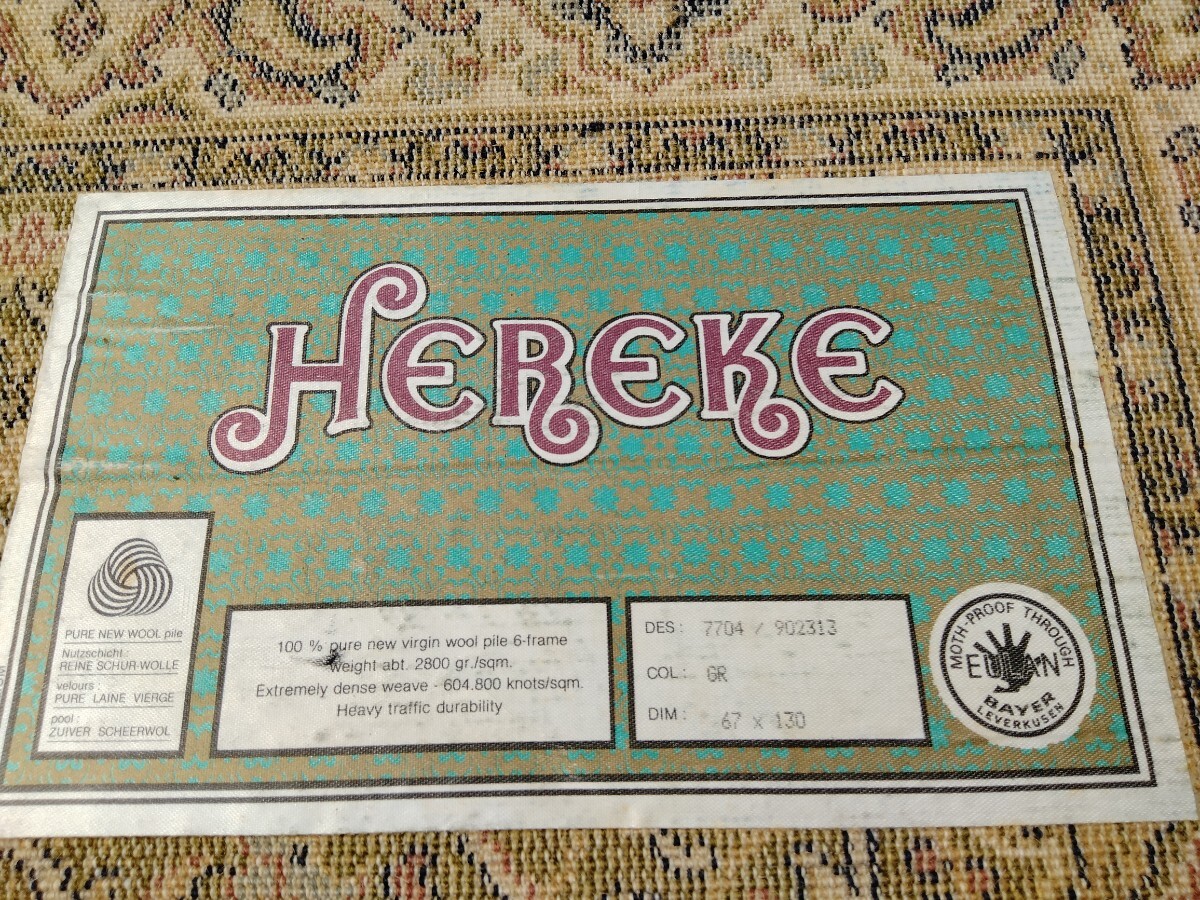 HEREKE
PURE NEW WOOL pile
Nutzschicht :
REINE SCHUR-WOLLE
velours :
PURE LAINE VIERGE
pool :
ZUIVER SCHEERWOL
100 % pure new virgin wool pile 6-frame
weight abt. 2800 gr./sqm.
Extremely dense weave - 604.800 knots/sqm.
Heavy traffic durability
DES : 7704 / 902313
COL : GR
DIM : 67 x 130
MOTH-PROOF THROUGH
EULAN
BAYER
LEVERKUSEN